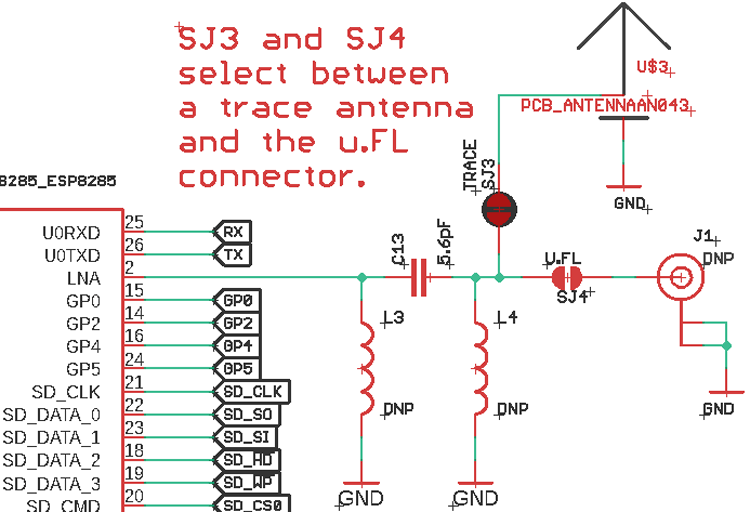 SJ3 and SJ4
select between
a trace antenna
and the u.FL
connector.
U$3
PCB_ANTENNAAN043
TRACE
SJ3
GND
8285_ESP8285
J1
DNP
C13
5.6pF
U.FL
SJ4
U0RXD 25 RX
U0TXD 26 TX
LNA 2
GP0 15 GP0
GP2 14 GP2
GP4 16 GP4
GP5 24 GP5
SD_CLK 21 SD_CLK
SD_DATA_0 22 SD_SO
SD_DATA_1 23 SD_SI
SD_DATA_2 18 SD_HD
SD_DATA_3 19 SD_WP
SD_CMD 20 SD_CS0
L3
DNP
L4
DNP
GND
GND
GND